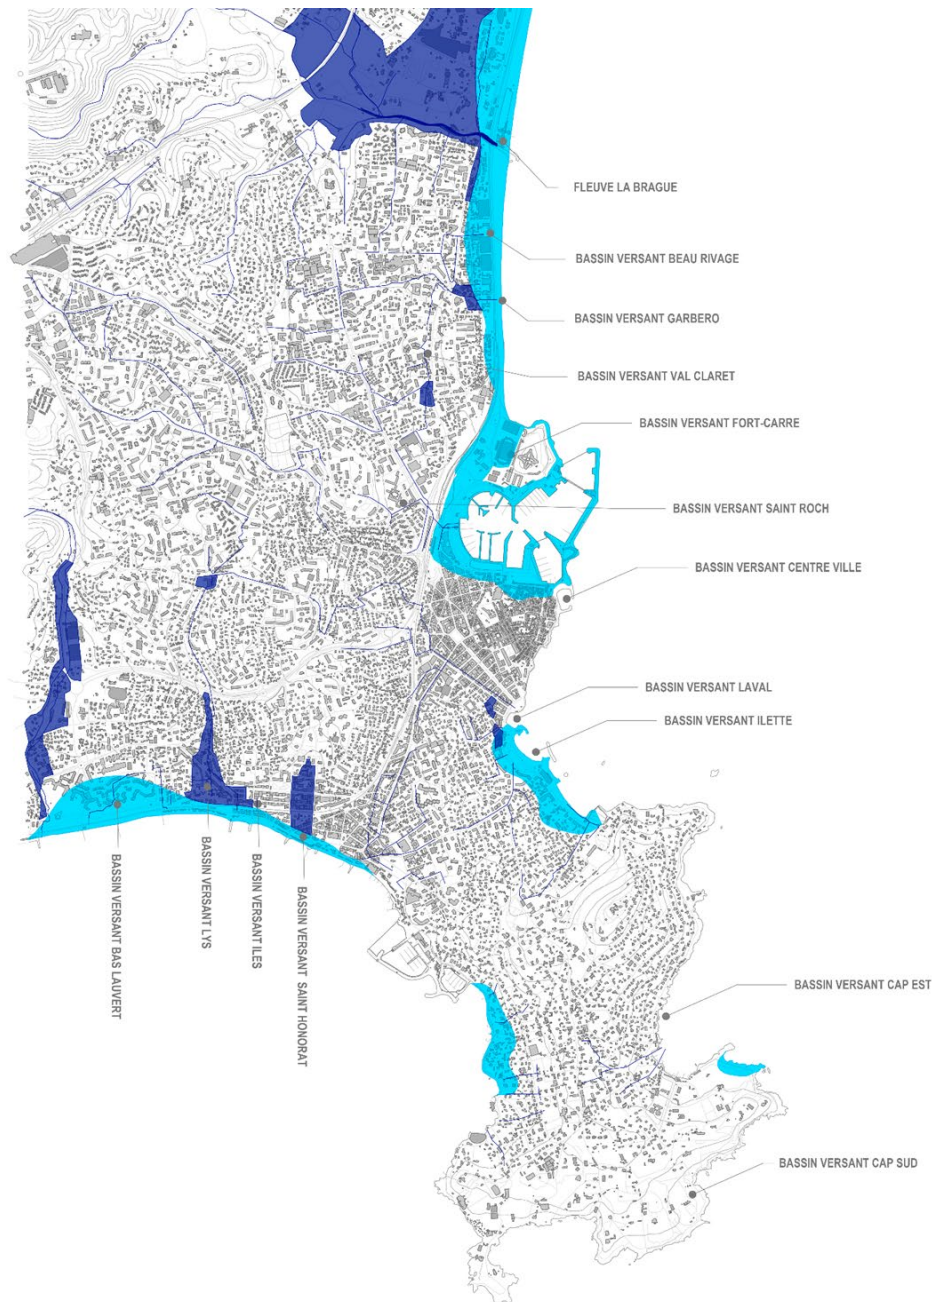 FLEUVE LA BRAGUE
BASSIN VERSANT BEAU RIVAGE
BASSIN VERSANT GARBERO
BASSIN VERSANT VAL CLARET
BASSIN VERSANT FORT-CARRE
BASSIN VERSANT SAINT ROCH
BASSIN VERSANT CENTRE VILLE
BASSIN VERSANT LAVAL
BASSIN VERSANT ILETTE
BASSIN VERSANT BAS LAUVERT
BASSIN VERSANT LYS
BASSIN VERSANT ILES
BASSIN VERSANT SAINT HONORAT
BASSIN VERSANT CAP EST
BASSIN VERSANT CAP SUD